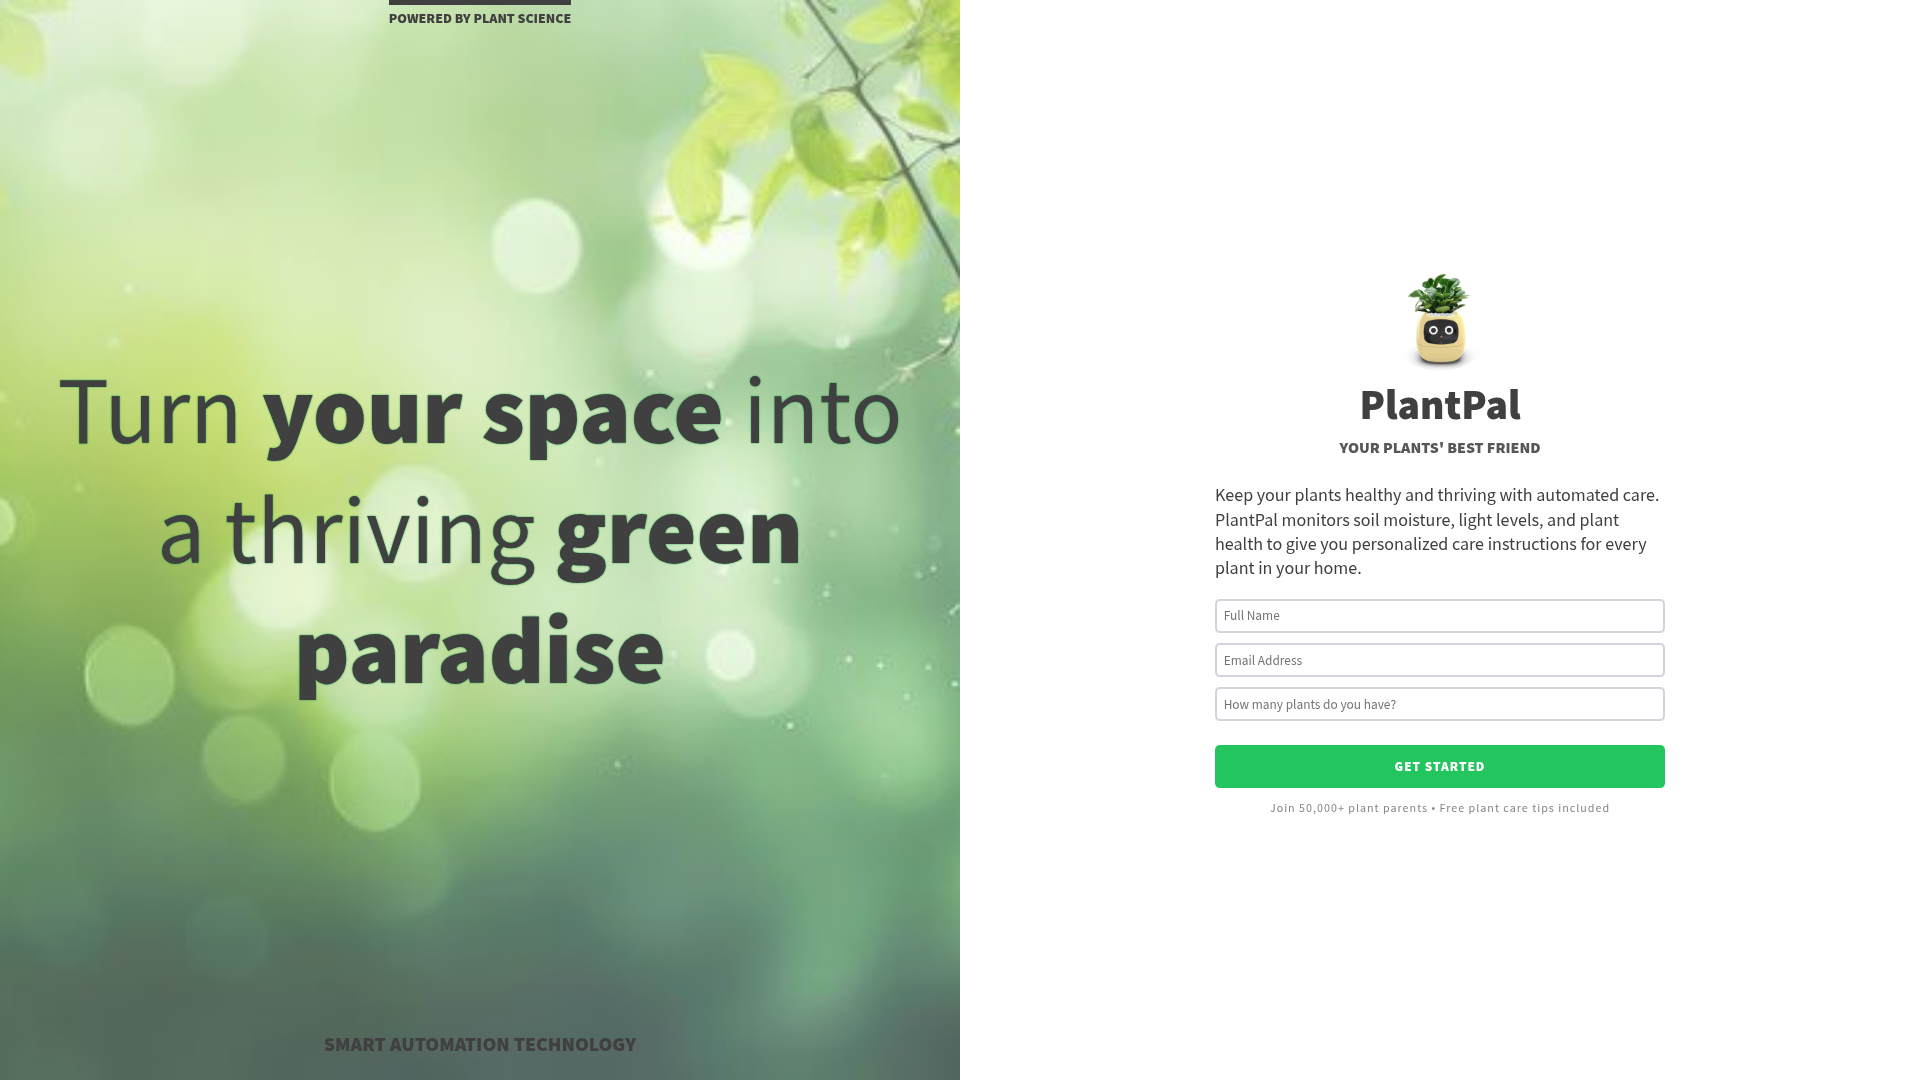 POWERED BY PLANT SCIENCE
Turn your space into
a thriving green
paradise
SMART AUTOMATION TECHNOLOGY
PlantPal
YOUR PLANTS' BEST FRIEND
Keep your plants healthy and thriving with automated care.
PlantPal monitors soil moisture, light levels, and plant
health to give you personalized care instructions for every
plant in your home.
Full Name
Email Address
How many plants do you have?
GET STARTED
Join 50,000+ plant parents • Free plant care tips included